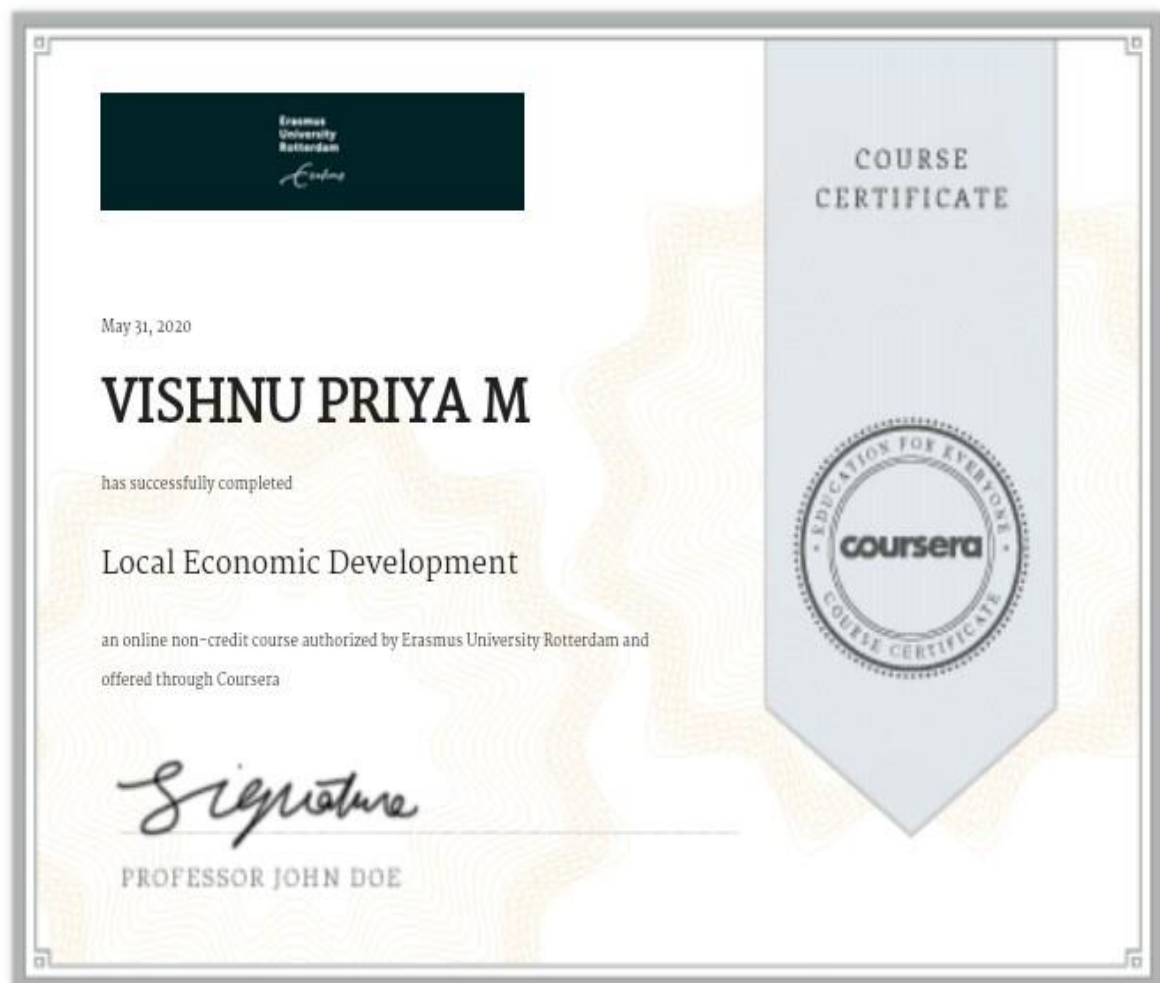 Erasmus
University
Rotterdam
Erasmus
COURSE
CERTIFICATE
May 31, 2020
VISHNU PRIYA M
has successfully completed
Local Economic Development
an online non-credit course authorized by Erasmus University Rotterdam and
offered through Coursera
EDUCATION FOR EVERYONE
coursera
COURSE CERTIFICATE
Signature
PROFESSOR JOHN DOE